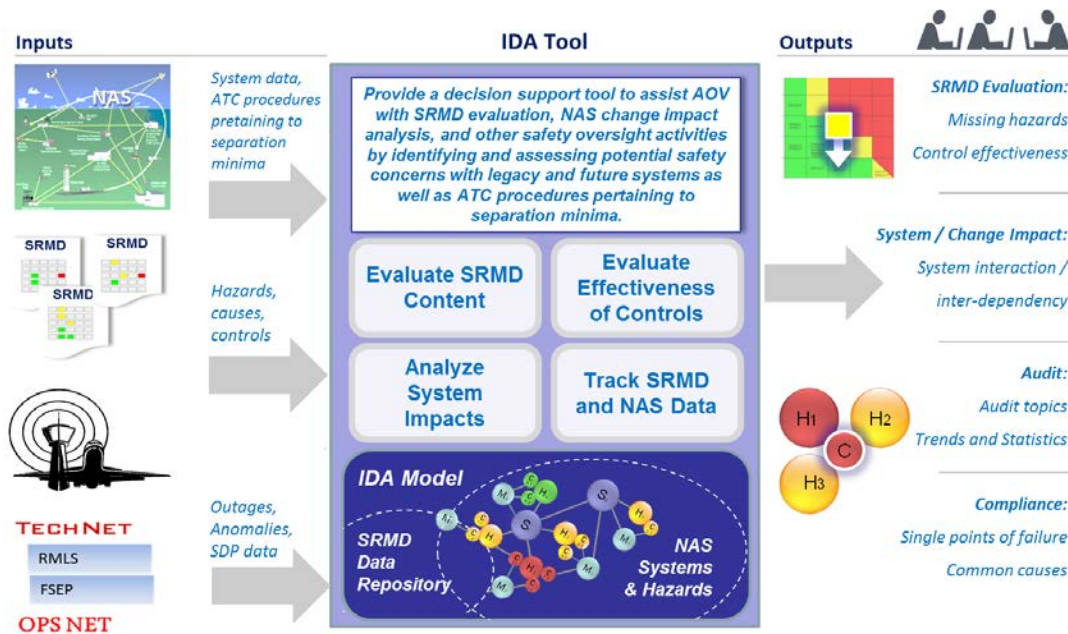 Inputs
NAS
System data,
ATC procedures
pretaining to
separation
minima
SRMD
SRMD
SRMD
Hazards,
causes,
controls
TECHNET
RMLS
FSEP
OPS NET
Outages,
Anomalies,
SDP data
IDA Tool
Provide a decision support tool to assist AOV
with SRMD evaluation, NAS change impact
analysis, and other safety oversight activities
by identifying and assessing potential safety
concerns with legacy and future systems as
well as ATC procedures pertaining to
separation minima.
Evaluate SRMD
Content
Evaluate
Effectiveness
of Controls
Analyze
System
Impacts
Track SRMD
and NAS Data
IDA Model
SRMD
Data
Repository
NAS
Systems
& Hazards
Outputs
SRMD Evaluation:
Missing hazards
Control effectiveness
System / Change Impact:
System interaction /
inter-dependency
H1
H2
C
H3
Audit:
Audit topics
Trends and Statistics
Compliance:
Single points of failure
Common causes